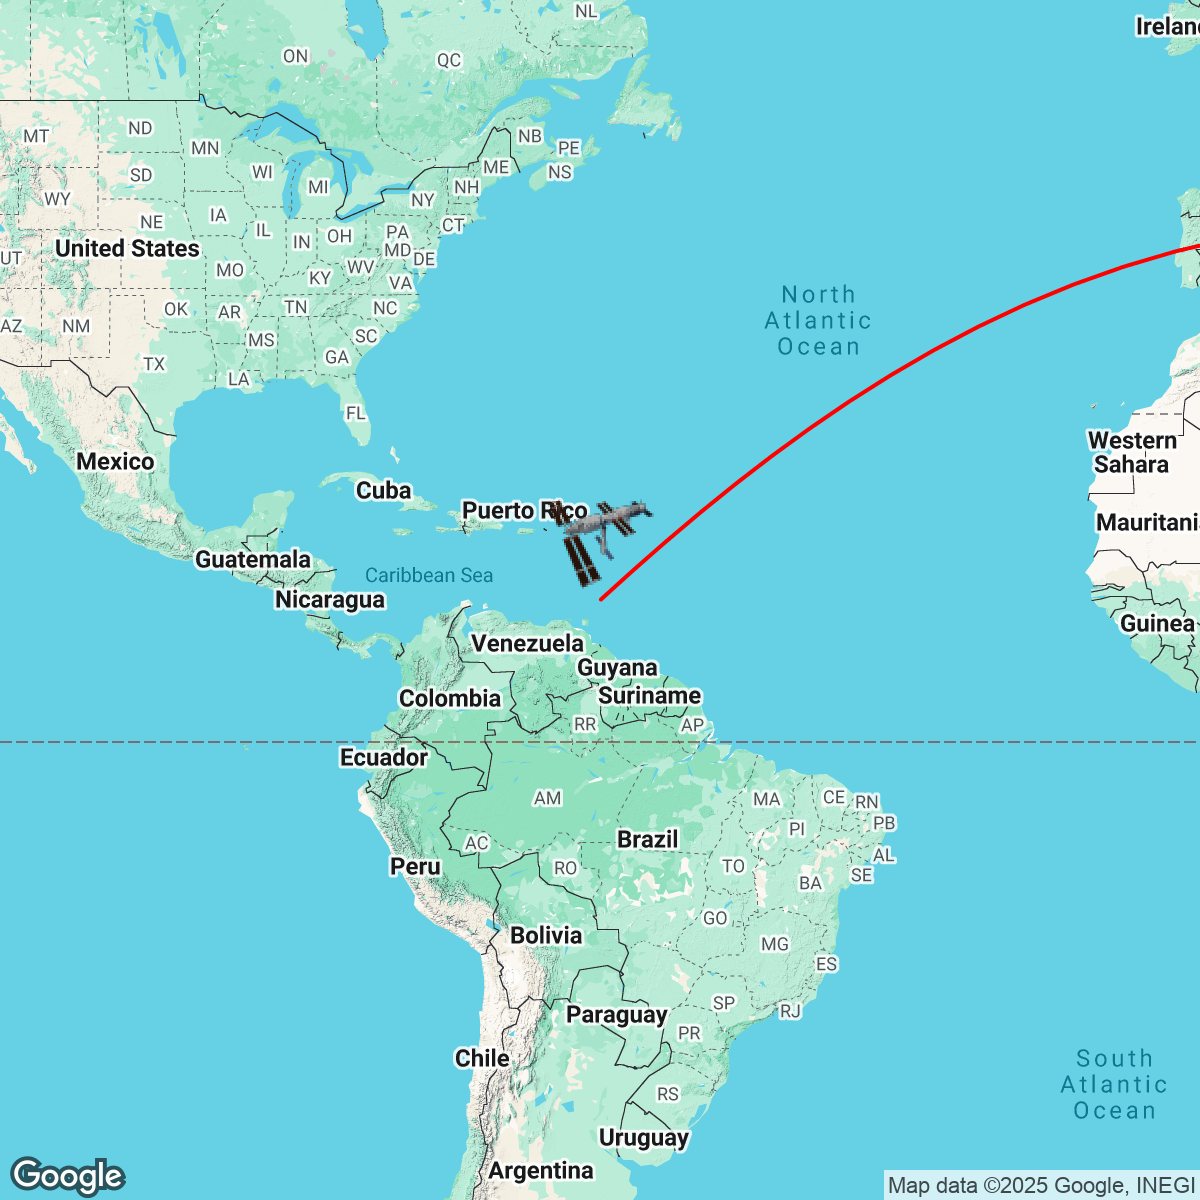 NL
Ireland
ON
QC
MT
ND
MN
NB
PE
ME
NS
SD
WI
MI
NH
WY
NY
IA
NE
CT
IL
IN
OH
PA
United States
MD
DE
UT
MO
WV
KY
VA
North
Atlantic
Ocean
OK
AR
TN
NC
AZ
NM
MS
SC
GA
TX
LA
FL
Western
Sahara
Mexico
Cuba
Puerto Rico
Mauritani
Guatemala
Caribbean Sea
Nicaragua
Guinea
Venezuela
Guyana
Colombia
Suriname
RR
AP
Ecuador
AM
MA
CE
RN
PB
PI
Brazil
AC
AL
Peru
RO
TO
SE
BA
GO
Bolivia
MG
ES
SP
RJ
Paraguay
PR
Chile
South
Atlantic
Ocean
RS
Uruguay
Argentina
Google
Map data ©2025 Google, INEGI